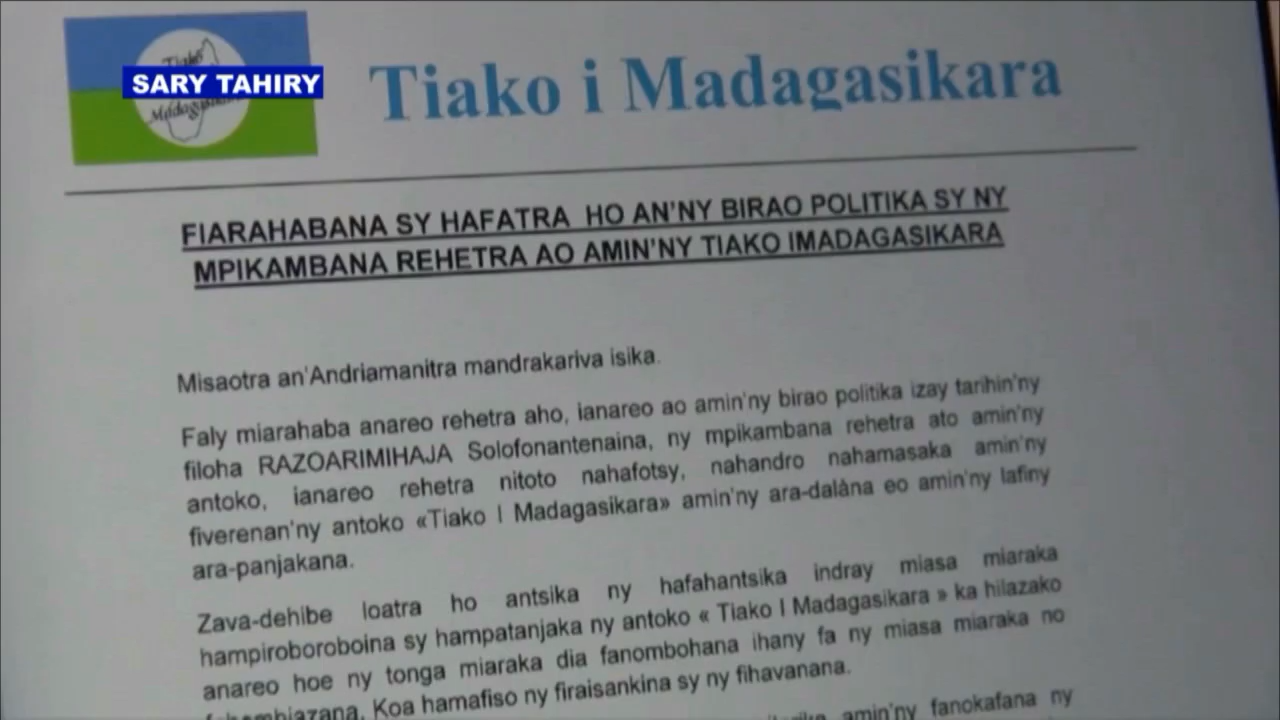 SARY TAHIRY
Tiako i
Madagasikara
Tiako i Madagasikara
FIARAHABANA SY HAFATRA HO AN'NY BIRAO POLITIKA SY NY
MPIKAMBANA REHETRA AO AMIN'NY TIAKO IMADAGASIKARA
Misaotra an'Andriamanitra mandrakariva isika.
Faly miarahaba anareo rehetra aho, ianareo ao amin'ny birao politika izay tarihin'ny
filoha RAZOARIMIHAJA Solofonantenaina, ny mpikambana rehetra ato amin'ny
antoko, ianareo rehetra nitoto nahafotsy, nahandro nahamasaka amin'ny
fiverenan'ny antoko «Tiako I Madagasikara» amin'ny ara-dalàna eo amin'ny lafiny
ara-panjakana.
Zava-dehibe loatra ho antsika ny hafahantsika indray miasa miaraka
hampiroboroboina sy hampatanjaka ny antoko « Tiako I Madagasikara » ka hilazako
anareo hoe ny tonga miaraka dia fanombohana ihany fa ny miasa miaraka no
Koa hamafiso ny firaisankina sy ny fihavanana.
amin'ny fanokafana ny